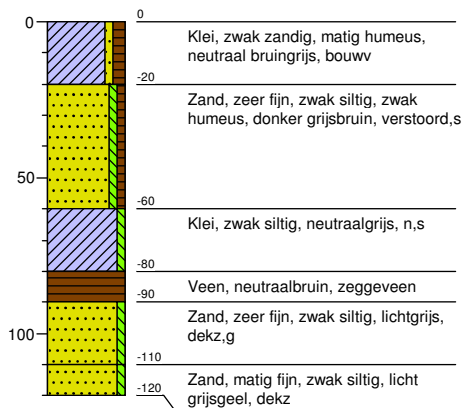 0
0
Klei, zwak zandig, matig humeus,
neutraal bruingrijs, bouwv
-20
Zand, zeer fijn, zwak siltig, zwak
humeus, donker grijsbruin, verstoord,s
50
-60
Klei, zwak siltig, neutraalgrijs, n,s
-80
Veen, neutraalbruin, zeggeveen
-90
Zand, zeer fijn, zwak siltig, lichtgrijs,
dekz,g
100
-110
Zand, matig fijn, zwak siltig, licht
grijsgeel, dekz
-120